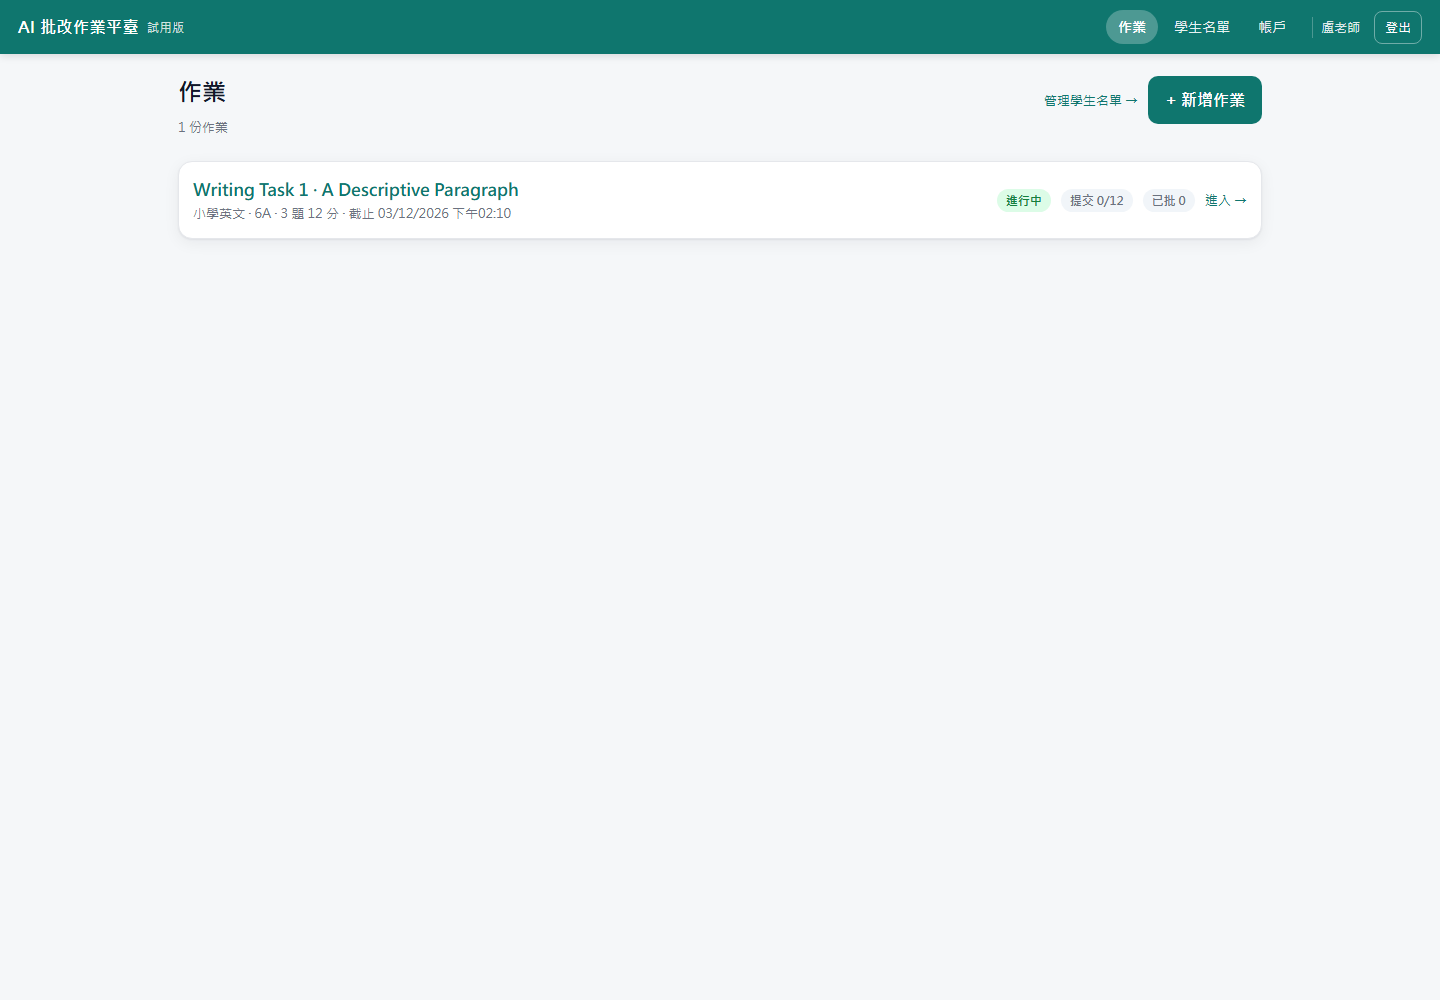 AI 批改作業平臺 試用版
作業 學生名單 帳戶 盧老師 登出
作業
管理學生名單 → + 新增作業
1 份作業
Writing Task 1 · A Descriptive Paragraph
小學英文 · 6A · 3 題 12 分 · 截止 03/12/2026 下午02:10
進行中 提交 0/12 已批 0 進入 →